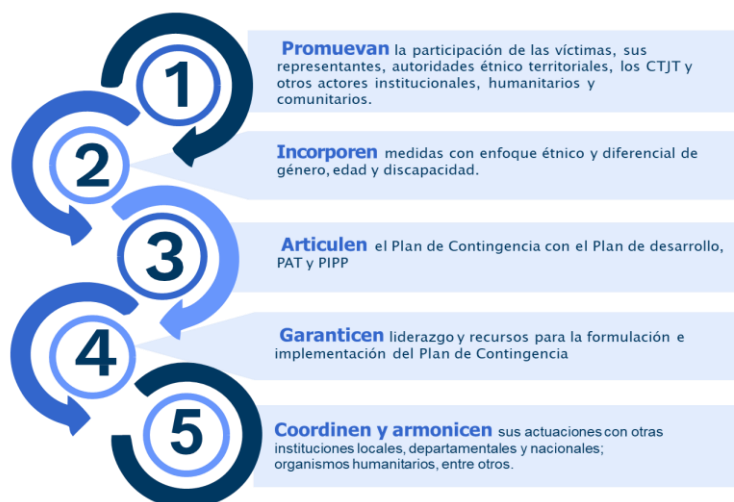 1
Promuevan la participación de las víctimas, sus
representantes, autoridades étnico territoriales, los CTJT y
otros actores institucionales, humanitarios y
comunitarios.
2
Incorporen medidas con enfoque étnico y diferencial de
género, edad y discapacidad.
3
Articulen el Plan de Contingencia con el Plan de desarrollo,
PAT y PIPP
4
Garanticen liderazgo y recursos para la formulación e
implementación del Plan de Contingencia
5
Coordinen y armonicen sus actuaciones con otras
instituciones locales, departamentales y nacionales;
organismos humanitarios, entre otros.